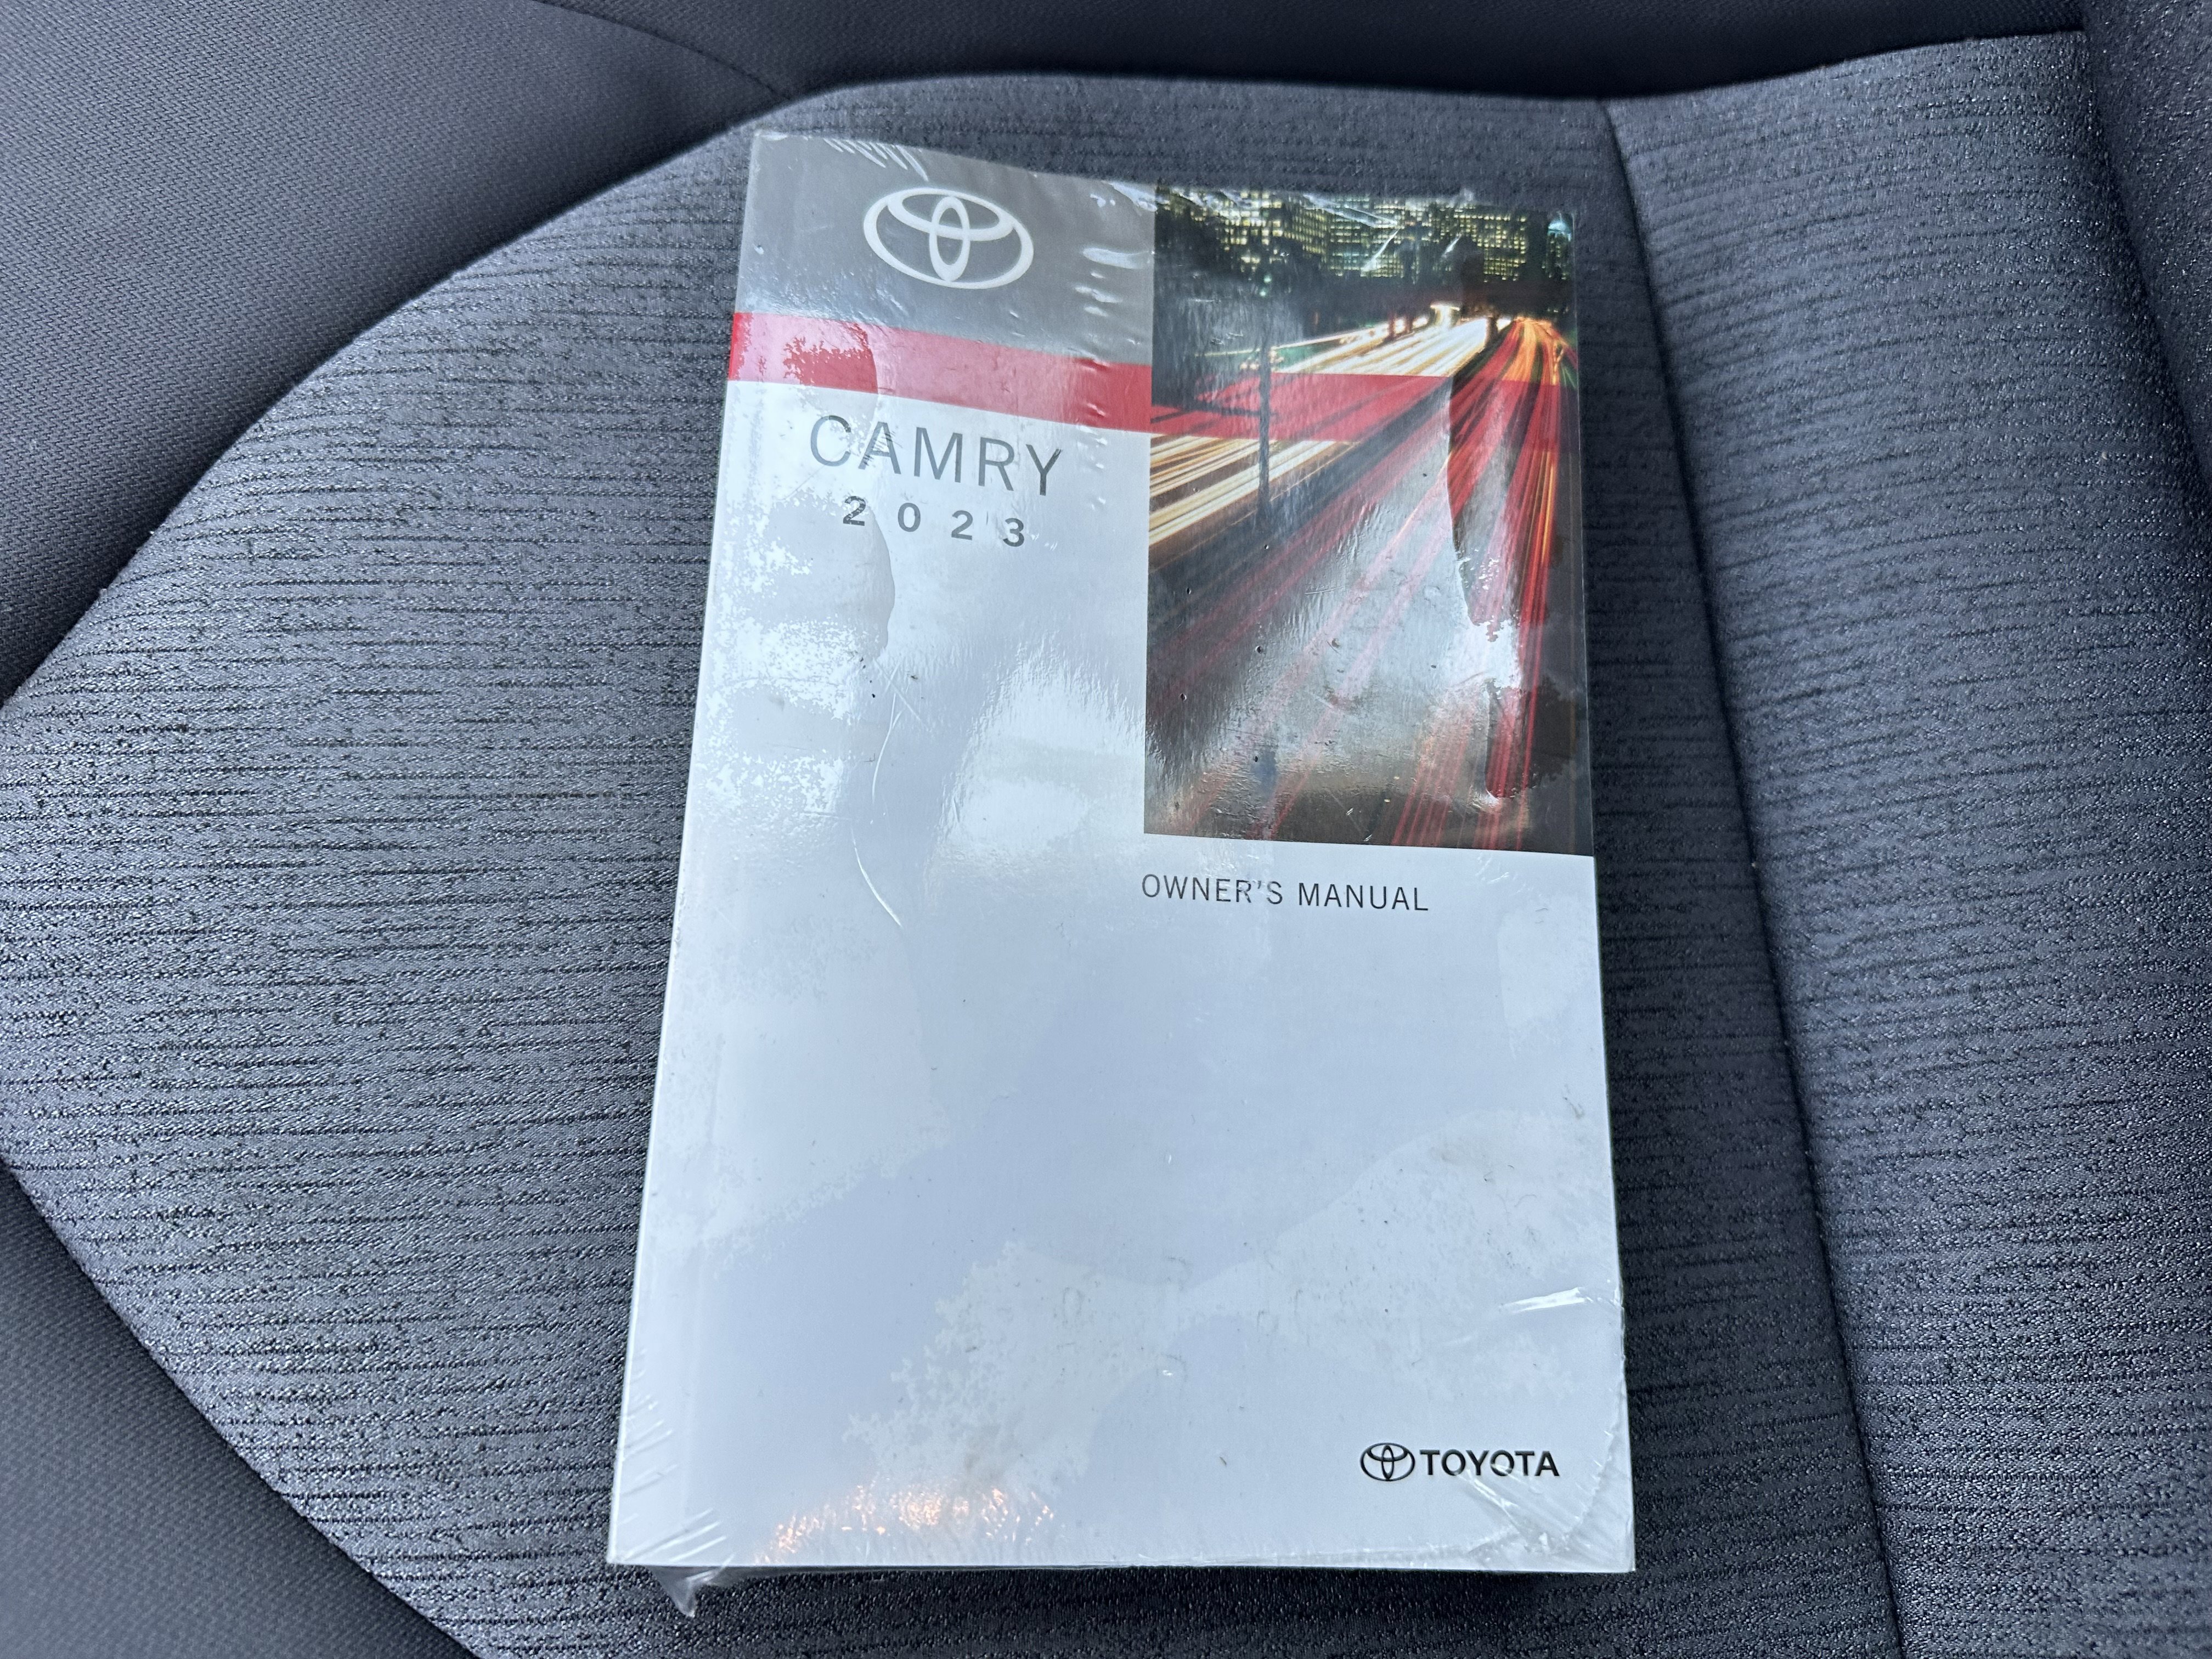 CAMRY
2023
OWNER'S MANUAL
TOYOTA